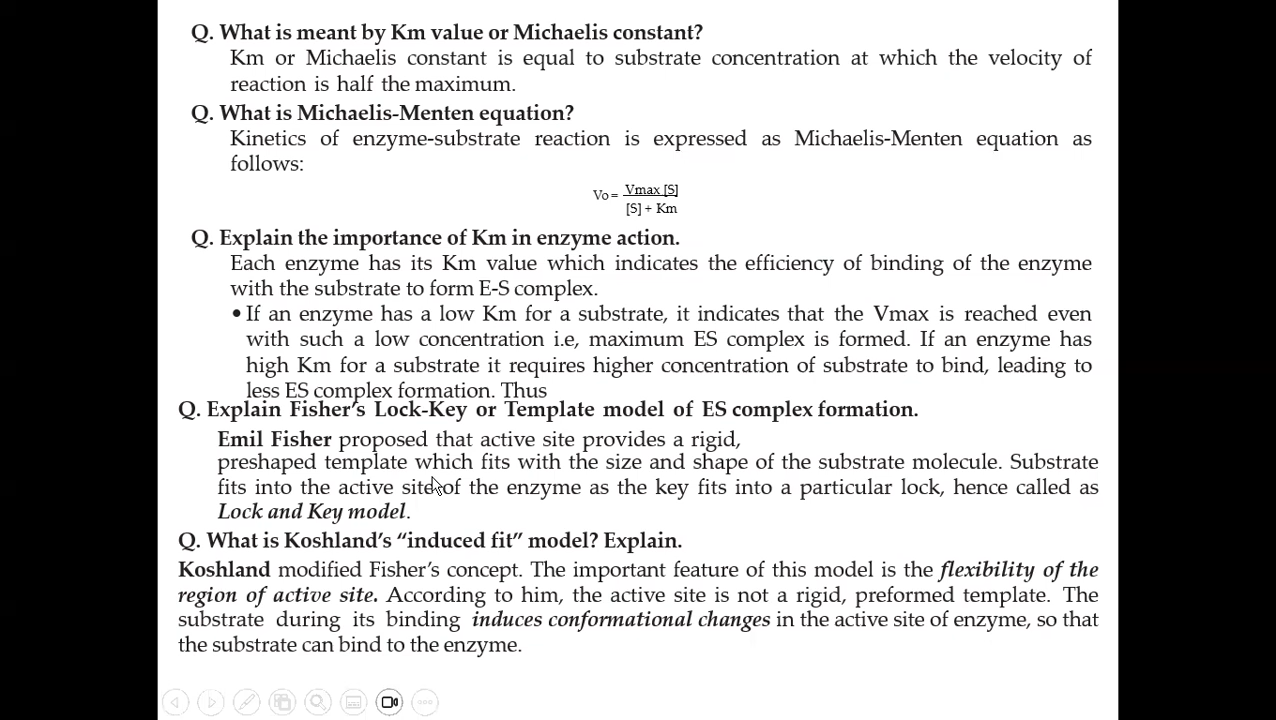 Q. What is meant by Km value or Michaelis constant?
Km or Michaelis constant is equal to substrate concentration at which the velocity of
reaction is half the maximum.
Q. What is Michaelis-Menten equation?
Kinetics of enzyme-substrate reaction is expressed as Michaelis-Menten equation as
follows:
Vo = Vmax [S]
[S] + Km
Q. Explain the importance of Km in enzyme action.
Each enzyme has its Km value which indicates the efficiency of binding of the enzyme
with the substrate to form E-S complex.
• If an enzyme has a low Km for a substrate, it indicates that the Vmax is reached even
with such a low concentration i.e, maximum ES complex is formed. If an enzyme has
high Km for a substrate it requires higher concentration of substrate to bind, leading to
less ES complex formation. Thus
Q. Explain Fisher's Lock-Key or Template model of ES complex formation.
Emil Fisher proposed that active site provides a rigid,
preshaped template which fits with the size and shape of the substrate molecule. Substrate
fits into the active site of the enzyme as the key fits into a particular lock, hence called as
Lock and Key model.
Q. What is Koshland's “induced fit” model? Explain.
Koshland modified Fisher's concept. The important feature of this model is the flexibility of the
region of active site. According to him, the active site is not a rigid, preformed template. The
substrate during its binding induces conformational changes in the active site of enzyme, so that
the substrate can bind to the enzyme.